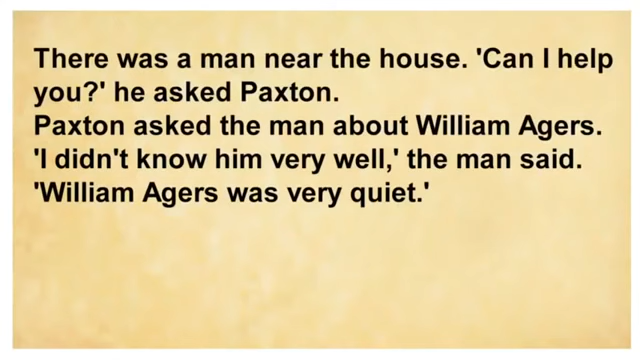 There was a man near the house. 'Can I help
you?' he asked Paxton.
Paxton asked the man about William Agers.
'I didn't know him very well,' the man said.
'William Agers was very quiet.'